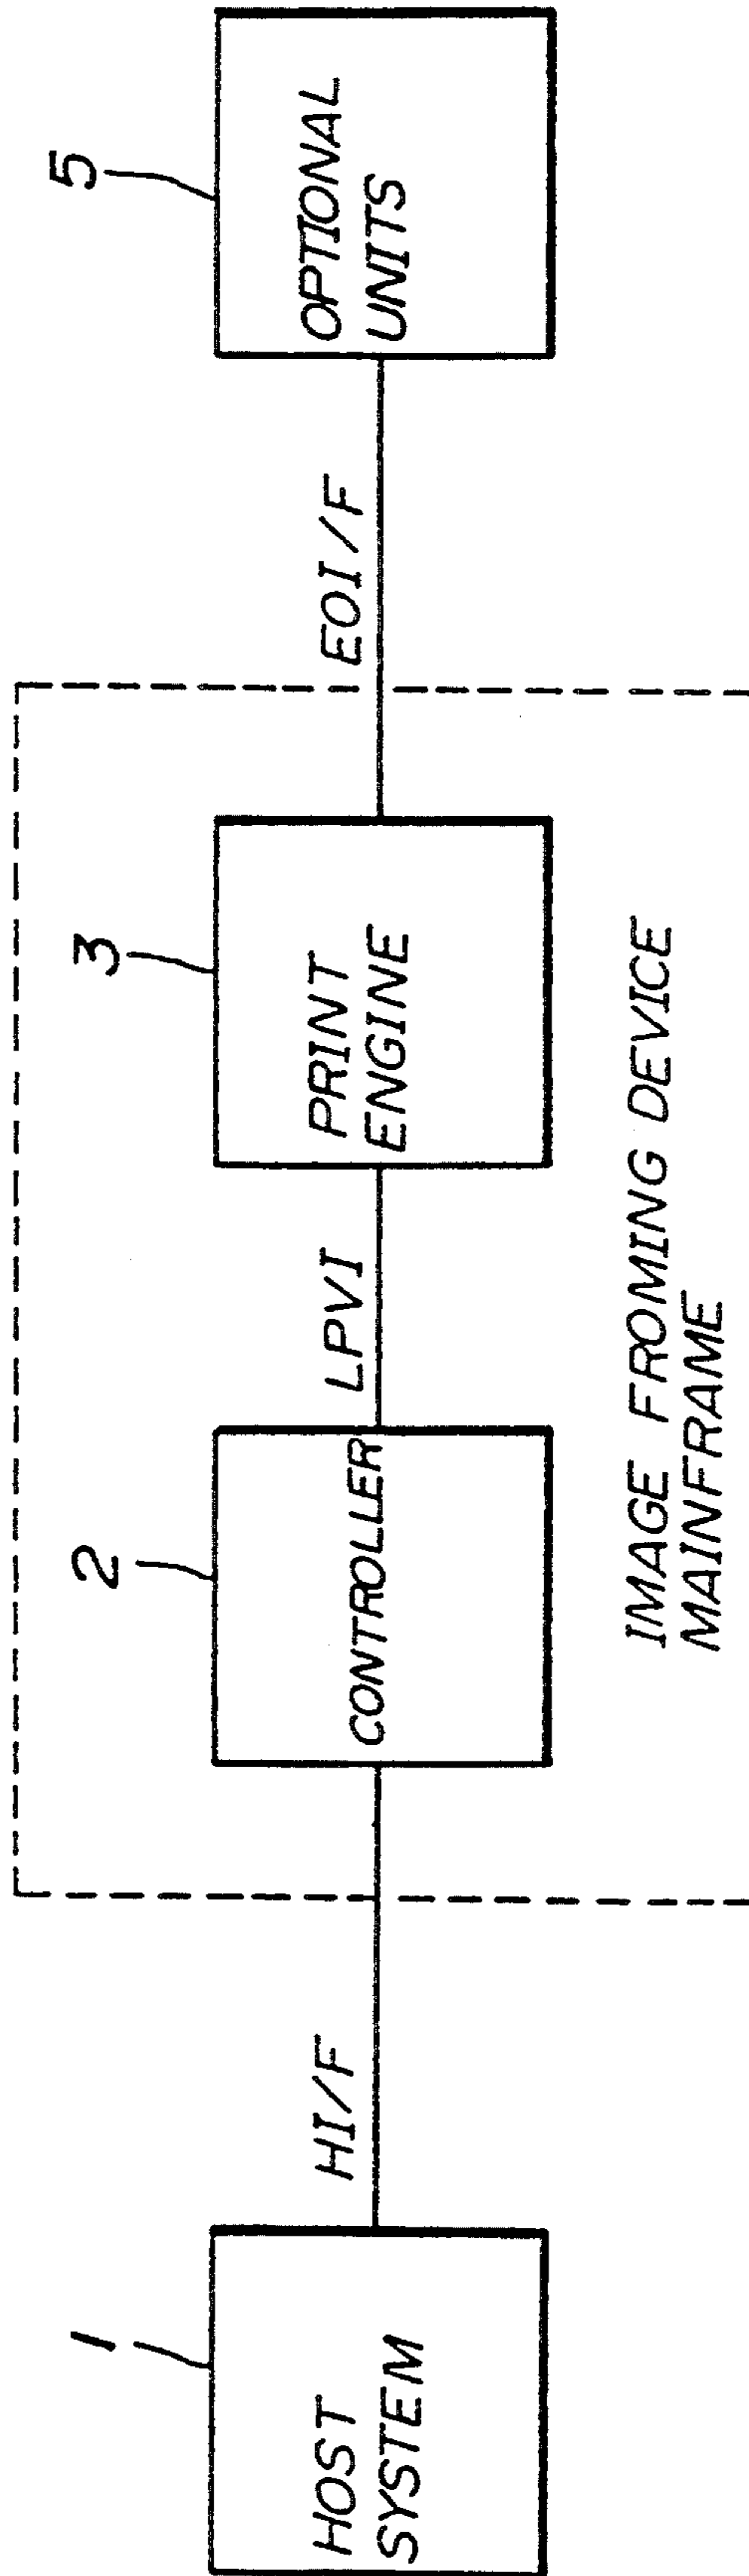 1
HOST
SYSTEM
HI/F
2
CONTROLLER
LPVI
3
PRINT
ENGINE
EOI/F
5
OPTIONAL
UNITS
IMAGE FROMING DEVICE
MAINFRAME